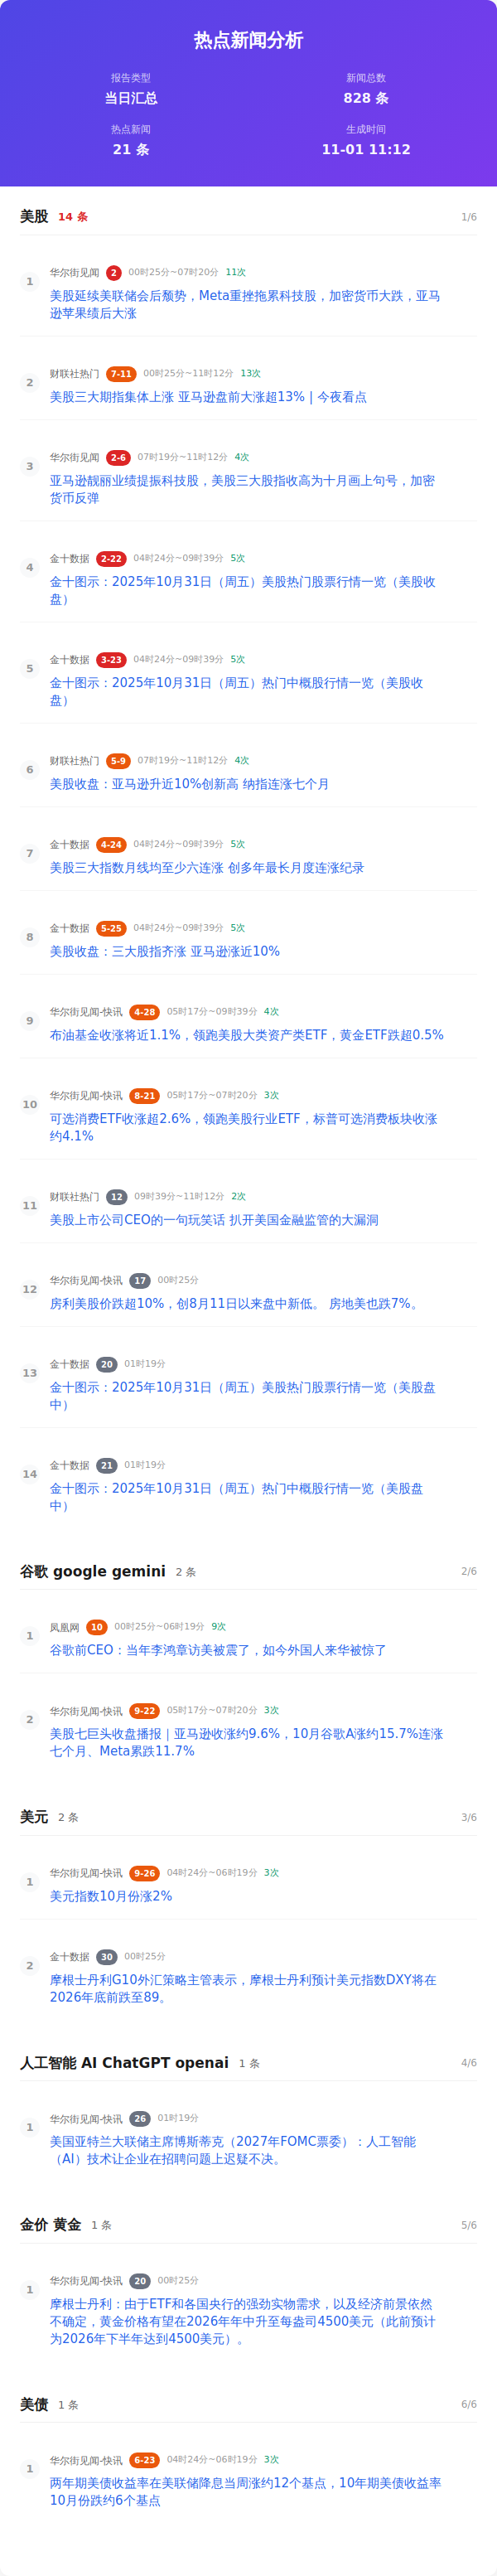 热点新闻分析
报告类型
当日汇总
新闻总数
828 条
热点新闻
21 条
生成时间
11-01 11:12
美股 14 条 1/6
1
华尔街见闻 2 00时25分~07时20分 11次
美股延续美联储会后颓势，Meta重挫拖累科技股，加密货币大跌，亚马
逊苹果绩后大涨
2
财联社热门 7-11 00时25分~11时12分 13次
美股三大期指集体上涨 亚马逊盘前大涨超13% | 今夜看点
3
华尔街见闻 2-6 07时19分~11时12分 4次
亚马逊靓丽业绩提振科技股，美股三大股指收高为十月画上句号，加密
货币反弹
4
金十数据 2-22 04时24分~09时39分 5次
金十图示：2025年10月31日（周五）美股热门股票行情一览（美股收
盘）
5
金十数据 3-23 04时24分~09时39分 5次
金十图示：2025年10月31日（周五）热门中概股行情一览（美股收
盘）
6
财联社热门 5-9 07时19分~11时12分 4次
美股收盘：亚马逊升近10%创新高 纳指连涨七个月
7
金十数据 4-24 04时24分~09时39分 5次
美股三大指数月线均至少六连涨 创多年最长月度连涨纪录
8
金十数据 5-25 04时24分~09时39分 5次
美股收盘：三大股指齐涨 亚马逊涨近10%
9
华尔街见闻-快讯 4-28 05时17分~09时39分 4次
布油基金收涨将近1.1%，领跑美股大类资产类ETF，黄金ETF跌超0.5%
10
华尔街见闻-快讯 8-21 05时17分~07时20分 3次
可选消费ETF收涨超2.6%，领跑美股行业ETF，标普可选消费板块收涨
约4.1%
11
财联社热门 12 09时39分~11时12分 2次
美股上市公司CEO的一句玩笑话 扒开美国金融监管的大漏洞
12
华尔街见闻-快讯 17 00时25分
房利美股价跌超10%，创8月11日以来盘中新低。 房地美也跌7%。
13
金十数据 20 01时19分
金十图示：2025年10月31日（周五）美股热门股票行情一览（美股盘
中）
14
金十数据 21 01时19分
金十图示：2025年10月31日（周五）热门中概股行情一览（美股盘
中）
谷歌 google gemini 2 条 2/6
1
凤凰网 10 00时25分~06时19分 9次
谷歌前CEO：当年李鸿章访美被震了，如今外国人来华被惊了
2
华尔街见闻-快讯 9-22 05时17分~07时20分 3次
美股七巨头收盘播报｜亚马逊收涨约9.6%，10月谷歌A涨约15.7%连涨
七个月、Meta累跌11.7%
美元 2 条 3/6
1
华尔街见闻-快讯 9-26 04时24分~06时19分 3次
美元指数10月份涨2%
2
金十数据 30 00时25分
摩根士丹利G10外汇策略主管表示，摩根士丹利预计美元指数DXY将在
2026年底前跌至89。
人工智能 AI ChatGPT openai 1 条 4/6
1
华尔街见闻-快讯 26 01时19分
美国亚特兰大联储主席博斯蒂克（2027年FOMC票委）：人工智能
（AI）技术让企业在招聘问题上迟疑不决。
金价 黄金 1 条 5/6
1
华尔街见闻-快讯 20 00时25分
摩根士丹利：由于ETF和各国央行的强劲实物需求，以及经济前景依然
不确定，黄金价格有望在2026年年中升至每盎司4500美元（此前预计
为2026年下半年达到4500美元）。
美债 1 条 6/6
1
华尔街见闻-快讯 6-23 04时24分~06时19分 3次
两年期美债收益率在美联储降息当周涨约12个基点，10年期美债收益率
10月份跌约6个基点